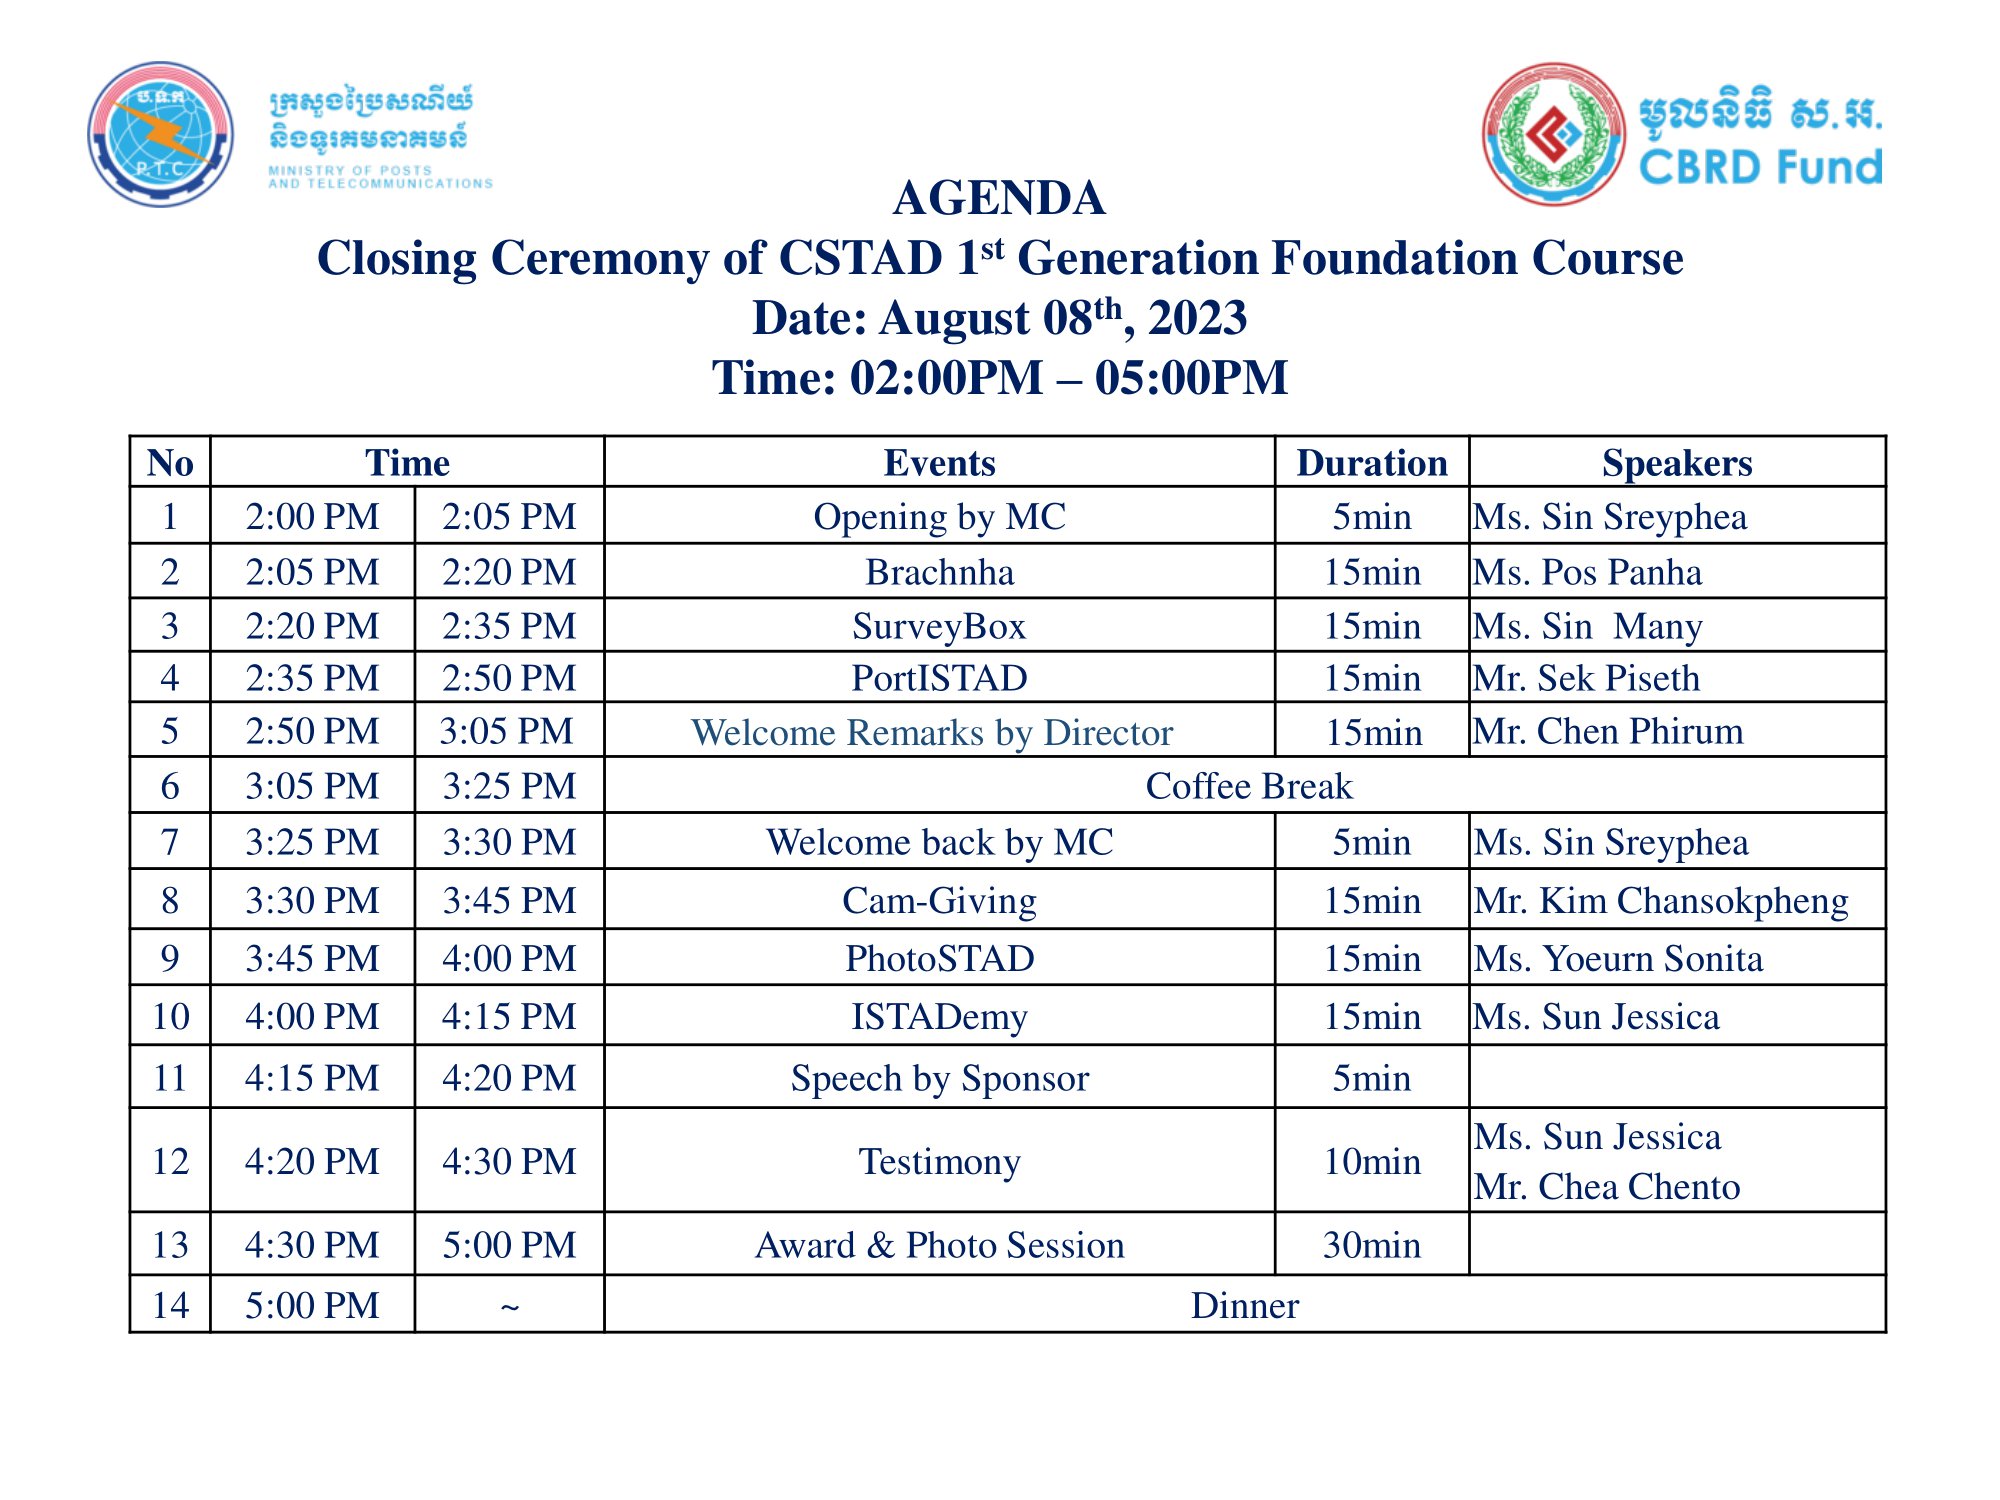 ប.ទ.គ
P.T.C
ក្រសួងប្រៃសណីយ៍
និងទូរគមនាគមន៍
MINISTRY OF POSTS
AND TELECOMMUNICATIONS
មូលនិធិ ស.អ.
CBRD Fund
AGENDA
Closing Ceremony of CSTAD 1st Generation Foundation Course
Date: August 08th, 2023
Time: 02:00PM – 05:00PM
No Time Events Duration Speakers
1 2:00 PM 2:05 PM Opening by MC 5min Ms. Sin Sreyphea
2 2:05 PM 2:20 PM Brachnha 15min Ms. Pos Panha
3 2:20 PM 2:35 PM SurveyBox 15min Ms. Sin Many
4 2:35 PM 2:50 PM PortISTAD 15min Mr. Sek Piseth
5 2:50 PM 3:05 PM Welcome Remarks by Director 15min Mr. Chen Phirum
6 3:05 PM 3:25 PM Coffee Break
7 3:25 PM 3:30 PM Welcome back by MC 5min Ms. Sin Sreyphea
8 3:30 PM 3:45 PM Cam-Giving 15min Mr. Kim Chansokpheng
9 3:45 PM 4:00 PM PhotoSTAD 15min Ms. Yoeurn Sonita
10 4:00 PM 4:15 PM ISTADemy 15min Ms. Sun Jessica
11 4:15 PM 4:20 PM Speech by Sponsor 5min
12 4:20 PM 4:30 PM Testimony 10min Ms. Sun Jessica
Mr. Chea Chento
13 4:30 PM 5:00 PM Award & Photo Session 30min
14 5:00 PM ~ Dinner